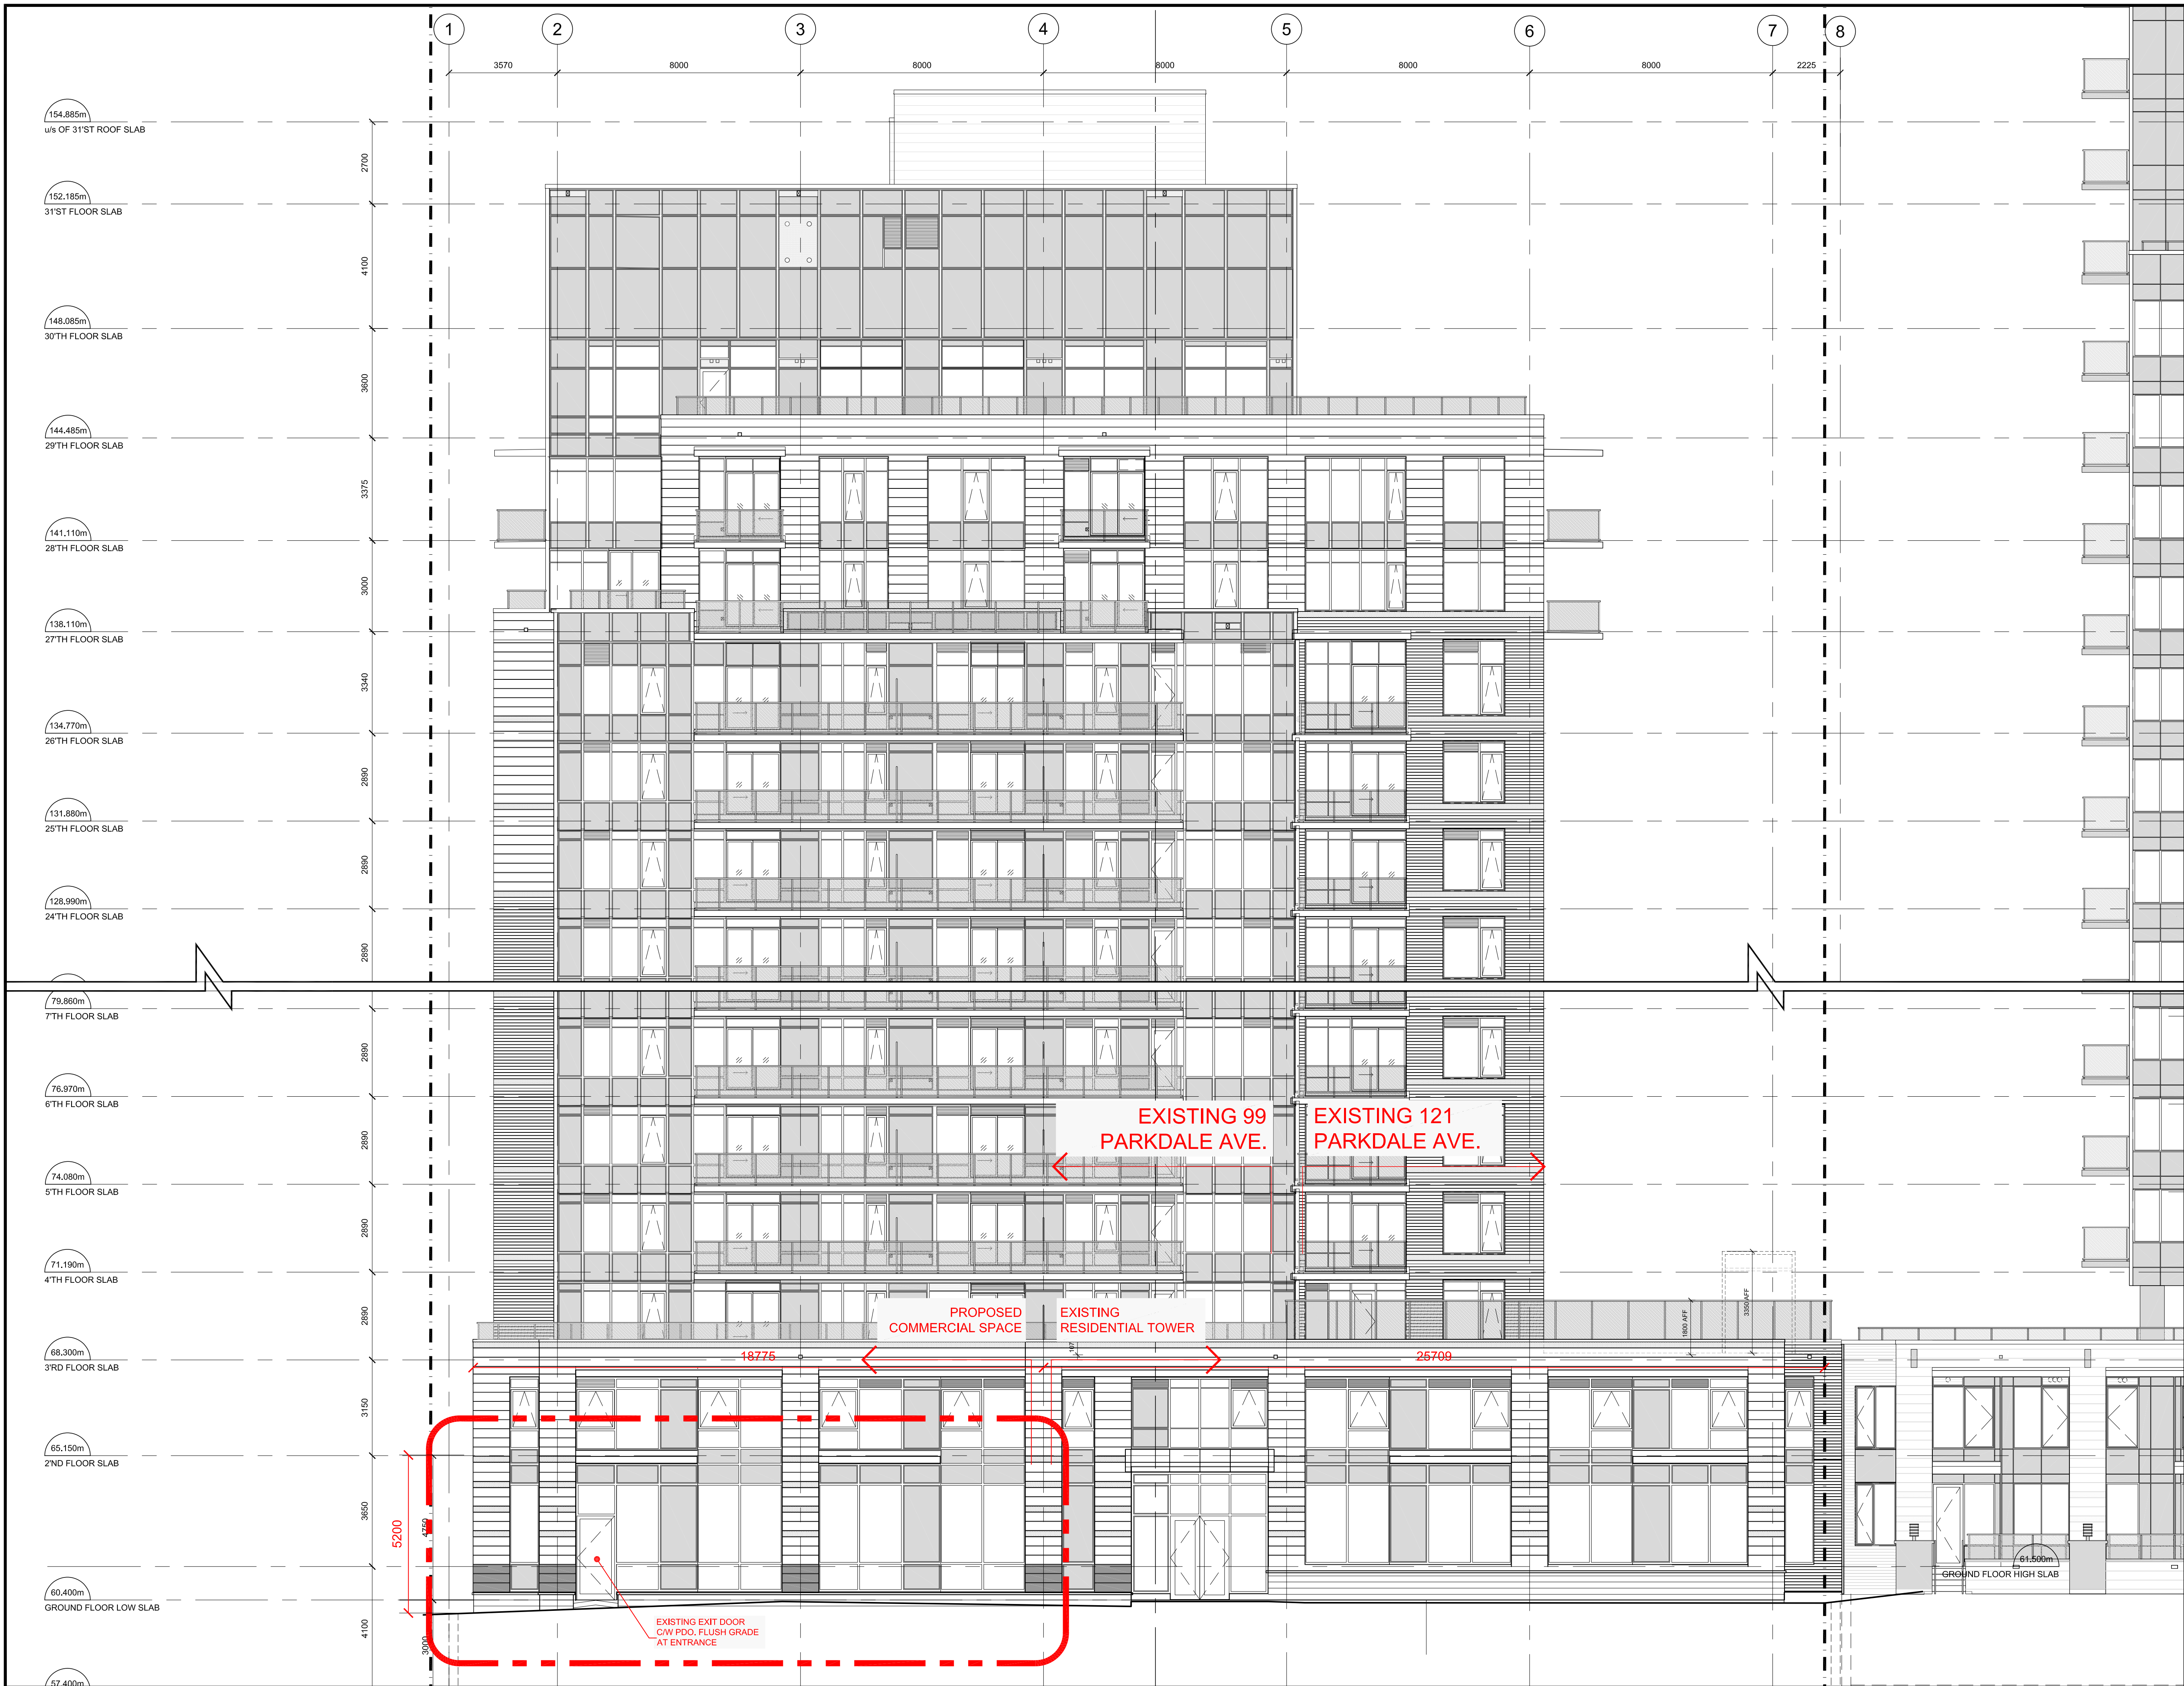 1 2 3 4 5 6 7 8
3570 8000 8000 8000 8000 8000 2225
154.885m
u/s OF 31'ST ROOF SLAB
2700
152.185m
31'ST FLOOR SLAB
4100
148.085m
30'TH FLOOR SLAB
3600
144.485m
29'TH FLOOR SLAB
3375
141.110m
28'TH FLOOR SLAB
3000
138.110m
27'TH FLOOR SLAB
3340
134.770m
26'TH FLOOR SLAB
2890
131.880m
25'TH FLOOR SLAB
2890
128.990m
24'TH FLOOR SLAB
2890
79.860m
7'TH FLOOR SLAB
2890
76.970m
6'TH FLOOR SLAB
2890
74.080m
5'TH FLOOR SLAB
2890
71.190m
4'TH FLOOR SLAB
2890
68.300m
3'RD FLOOR SLAB
3150
65.150m
2'ND FLOOR SLAB
3650
5200
4750
60.400m
GROUND FLOOR LOW SLAB
4100
3000
57.400m
EXISTING 99
PARKDALE AVE.
EXISTING 121
PARKDALE AVE.
PROPOSED
COMMERCIAL SPACE
EXISTING
RESIDENTIAL TOWER
18775
25709
1800 AFF
3350 AFF
EXISTING EXIT DOOR
C/W PDO. FLUSH GRADE
AT ENTRANCE
61.500m
GROUND FLOOR HIGH SLAB